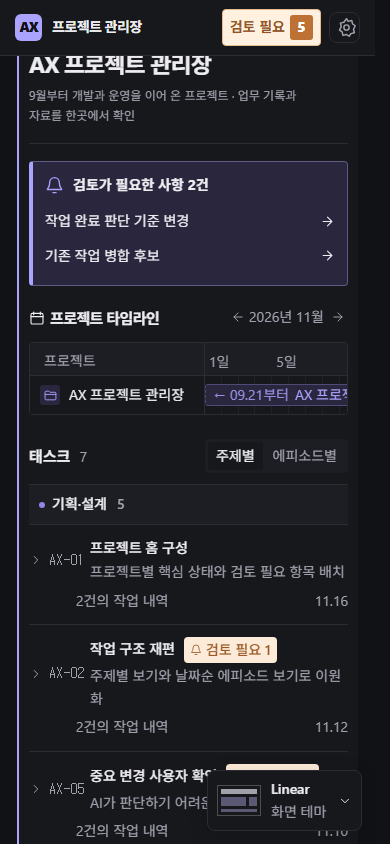 AX 프로젝트 관리장 검토 필요 5
AX 프로젝트 관리장
9월부터 개발과 운영을 이어 온 프로젝트 · 업무 기록과
자료를 한곳에서 확인
검토가 필요한 사항 2건
작업 완료 판단 기준 변경 →
기존 작업 병합 후보 →
프로젝트 타임라인 ← 2026년 11월 →
프로젝트 1일 5일
AX 프로젝트 관리장 ← 09.21부터 AX 프로젝
태스크 7 주제별 에피소드별
기획·설계 5
AX-01 프로젝트 홈 구성
프로젝트별 핵심 상태와 검토 필요 항목 배치
2건의 작업 내역 11.16
작업 구조 재편 검토 필요 1
AX-02 주제별 보기와 날짜순 에피소드 보기로 이원
화
2건의 작업 내역 11.12
AX-05 중요 변경 사용자
AI가 판단하기 어려운
2건의 작업 내역
Linear
화면 테마